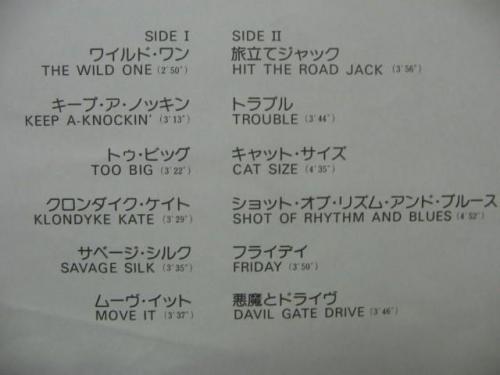 SIDE I
ワイルド・ワン
THE WILD ONE (2'50")
キープ・ア・ノッキン
KEEP A-KNOCKIN' (3'13")
トゥ・ビッグ
TOO BIG (3'22")
クロンダイク・ケイト
KLONDYKE KATE (3'29")
サベージ・シルク
SAVAGE SILK (3'35")
ムーヴ・イット
MOVE IT (3'37")
SIDE II
旅立てジャック
HIT THE ROAD JACK (3'56")
トラブル
TROUBLE (3'44")
キャット・サイズ
CAT SIZE (4'35")
ショット・オブ・リズム・アンド・ブルース
SHOT OF RHYTHM AND BLUES (4'52")
フライデイ
FRIDAY (3'50")
悪魔とドライヴ
DAVIL GATE DRIVE (3'46")